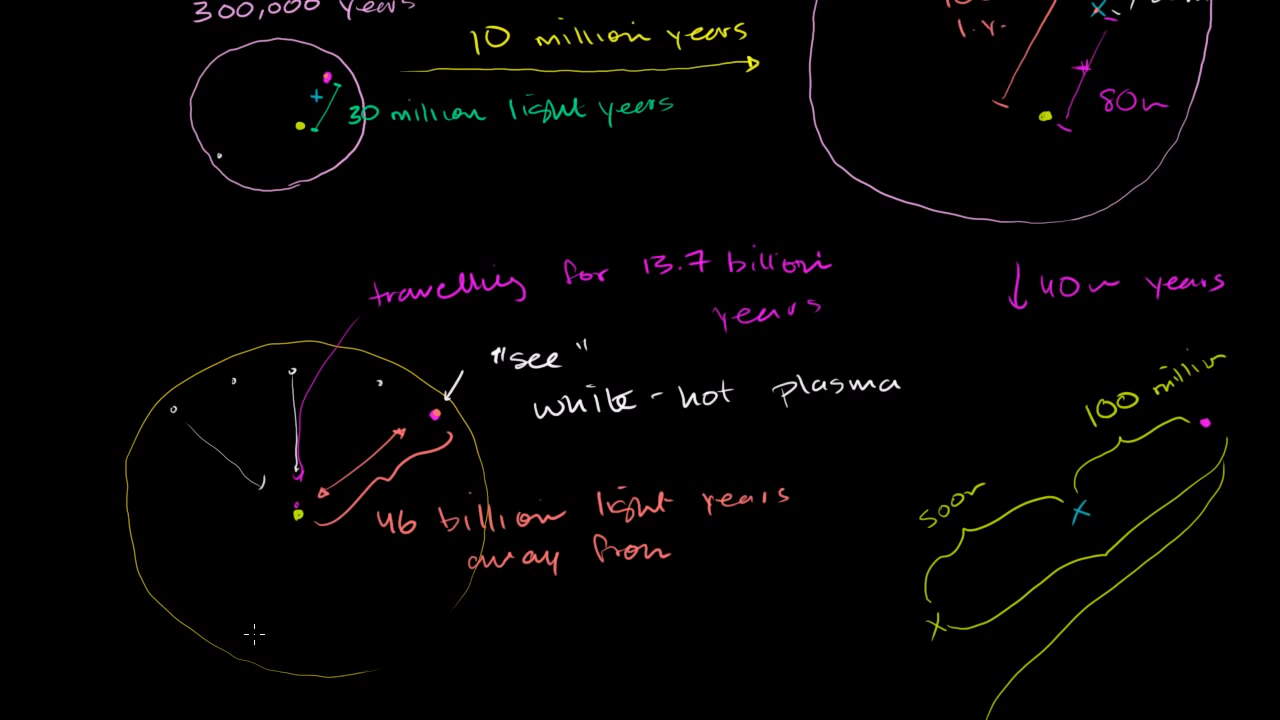 300,000 years
10 million years
30 million light years
l.y.
80m
travelling for 13.7 billion
years
↓ 40m years
"see"
white-hot plasma
100 million
500m
46 billion light years
away from